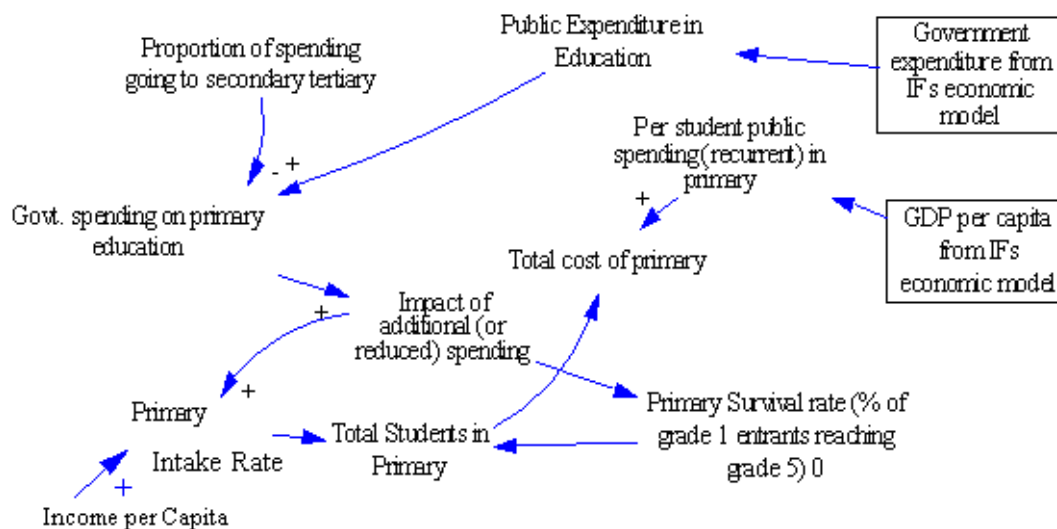 Proportion of spending
going to secondary tertiary
Public Expenditure in
Education
Government
expenditure from
IFs economic
model
Per student public
spending(recurrent) in
primary
- +
+
Govt. spending on primary
education
GDP per capita
from IFs
economic model
Total cost of primary
Impact of
additional (or
reduced) spending
+
+
Primary
Intake Rate
Total Students in
Primary
Primary Survival rate (% of
grade 1 entrants reaching
grade 5) 0
+
Income per Capita